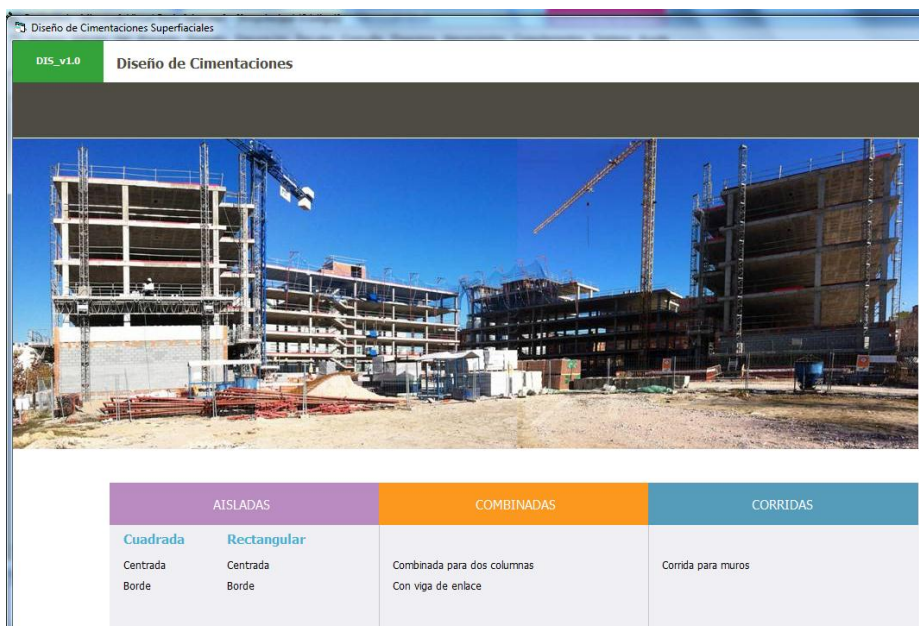 Diseño de Cimentaciones Superfiaciales
DIS_v1.0
Diseño de Cimentaciones
AISLADAS
COMBINADAS
CORRIDAS
Cuadrada Rectangular
Centrada Centrada Combinada para dos columnas Corrida para muros
Borde Borde Con viga de enlace